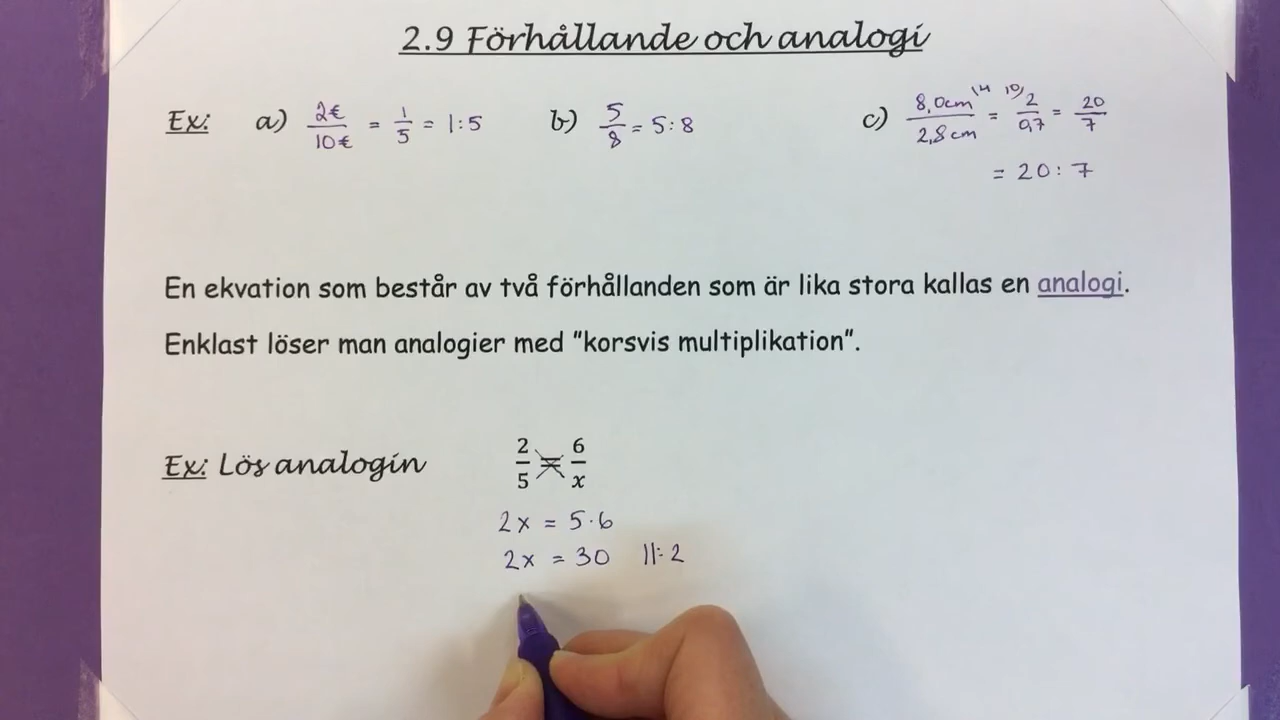 2.9 Förhållande och analogi
Ex: a) 2€/10€ = 1/5 = 1:5 b) 5/8 = 5:8 c) 8,0cm/2,8cm (4 = 10) 2/0,7 = 20/7
= 20:7
En ekvation som består av två förhållanden som är lika stora kallas en analogi.
Enklast löser man analogier med "korsvis multiplikation".
Ex: Lös analogin 2/5 = 6/x
2x = 5·6
2x = 30 ||:2